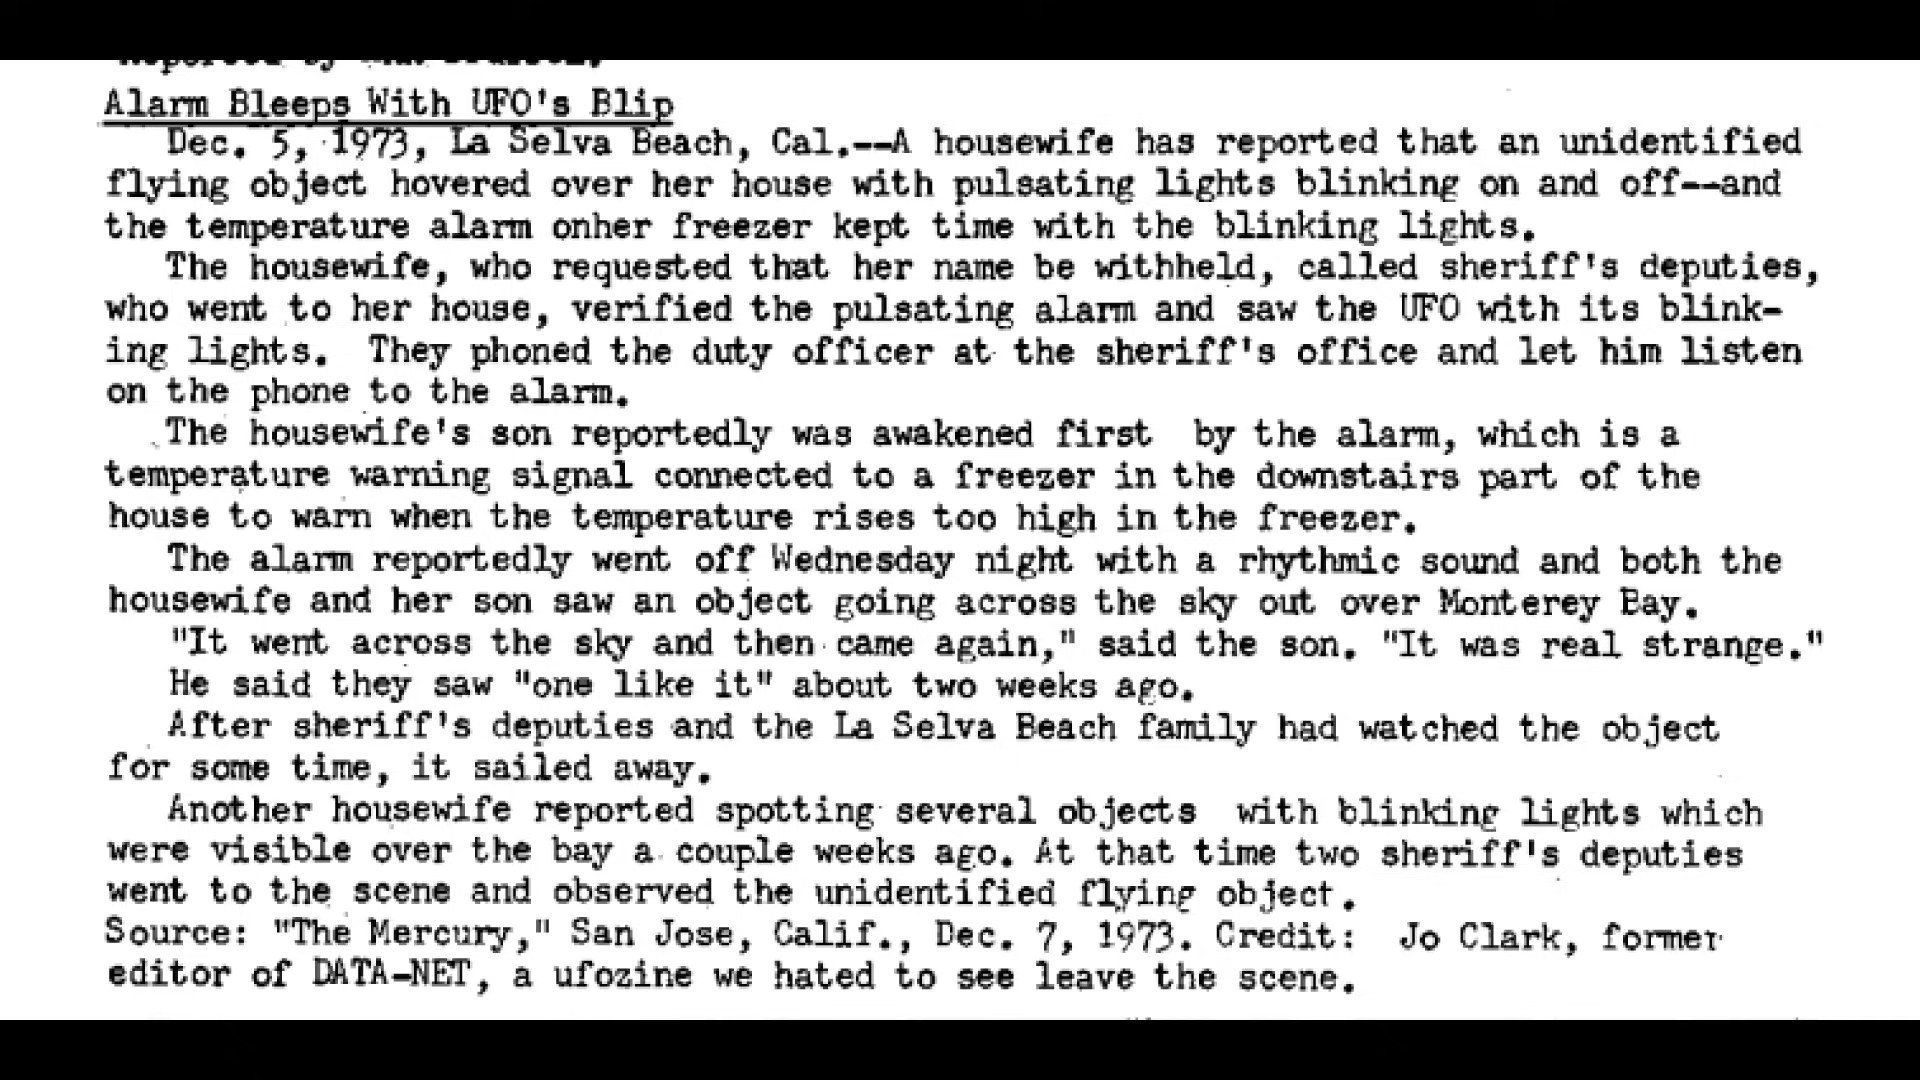 Alarm Bleeps With UFO's Blip
Dec. 5, 1973, La Selva Beach, Cal.--A housewife has reported that an unidentified
flying object hovered over her house with pulsating lights blinking on and off--and
the temperature alarm onher freezer kept time with the blinking lights.
The housewife, who requested that her name be withheld, called sheriff's deputies,
who went to her house, verified the pulsating alarm and saw the UFO with its blink-
ing lights. They phoned the duty officer at the sheriff's office and let him listen
on the phone to the alarm.
The housewife's son reportedly was awakened first by the alarm, which is a
temperature warning signal connected to a freezer in the downstairs part of the
house to warn when the temperature rises too high in the freezer.
The alarm reportedly went off Wednesday night with a rhythmic sound and both the
housewife and her son saw an object going across the sky out over Monterey Bay.
"It went across the sky and then came again," said the son. "It was real strange."
He said they saw "one like it" about two weeks ago.
After sheriff's deputies and the La Selva Beach family had watched the object
for some time, it sailed away.
Another housewife reported spotting several objects with blinking lights which
were visible over the bay a couple weeks ago. At that time two sheriff's deputies
went to the scene and observed the unidentified flying object.
Source: "The Mercury," San Jose, Calif., Dec. 7, 1973. Credit: Jo Clark, former
editor of DATA-NET, a ufozine we hated to see leave the scene.